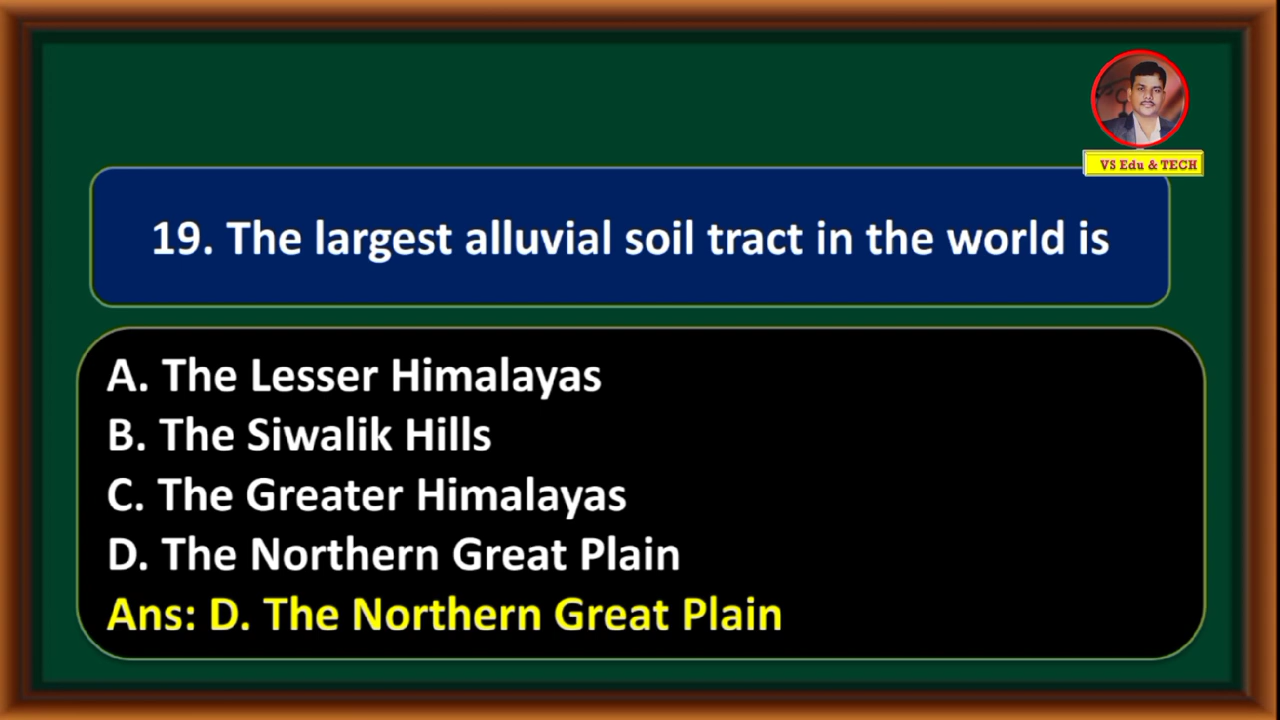 VS Edu & TECH
19. The largest alluvial soil tract in the world is
A. The Lesser Himalayas
B. The Siwalik Hills
C. The Greater Himalayas
D. The Northern Great Plain
Ans: D. The Northern Great Plain